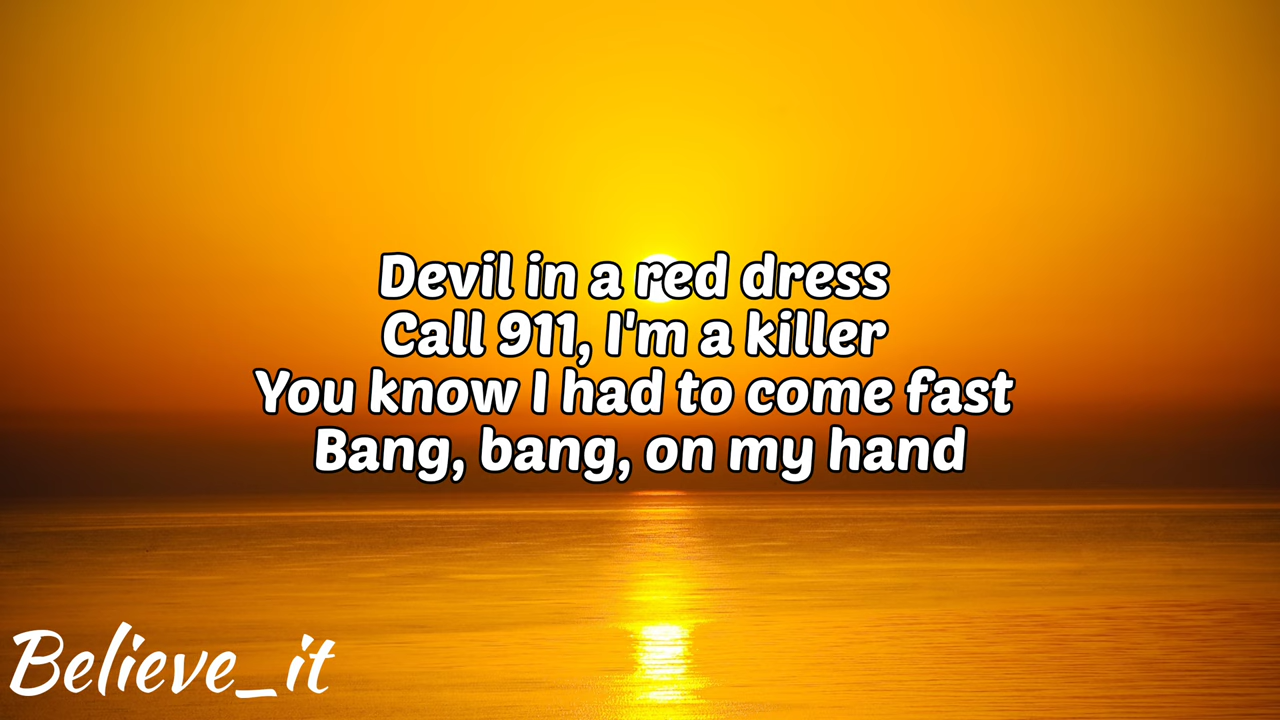 Devil in a red dress
Call 911, I'm a killer
You know I had to come fast
Bang, bang, on my hand
Believe_it